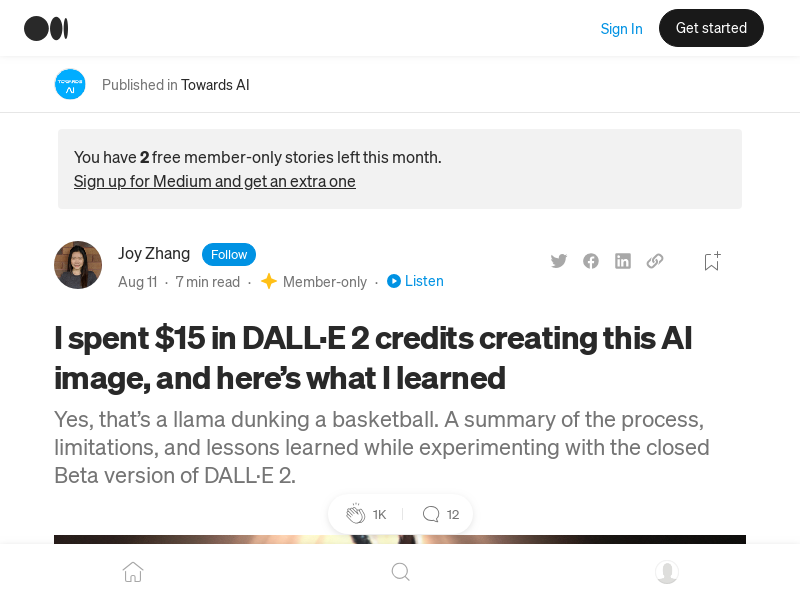 Sign In
Get started
TOWARDS
AI
Published in Towards AI
You have 2 free member-only stories left this month.
Sign up for Medium and get an extra one
Joy Zhang
Follow
Aug 11 · 7 min read · Member-only · Listen
I spent $15 in DALL·E 2 credits creating this AI
image, and here’s what I learned
Yes, that’s a llama dunking a basketball. A summary of the process,
limitations, and lessons learned while experimenting with the closed
Beta version of DALL·E 2.
1K
12